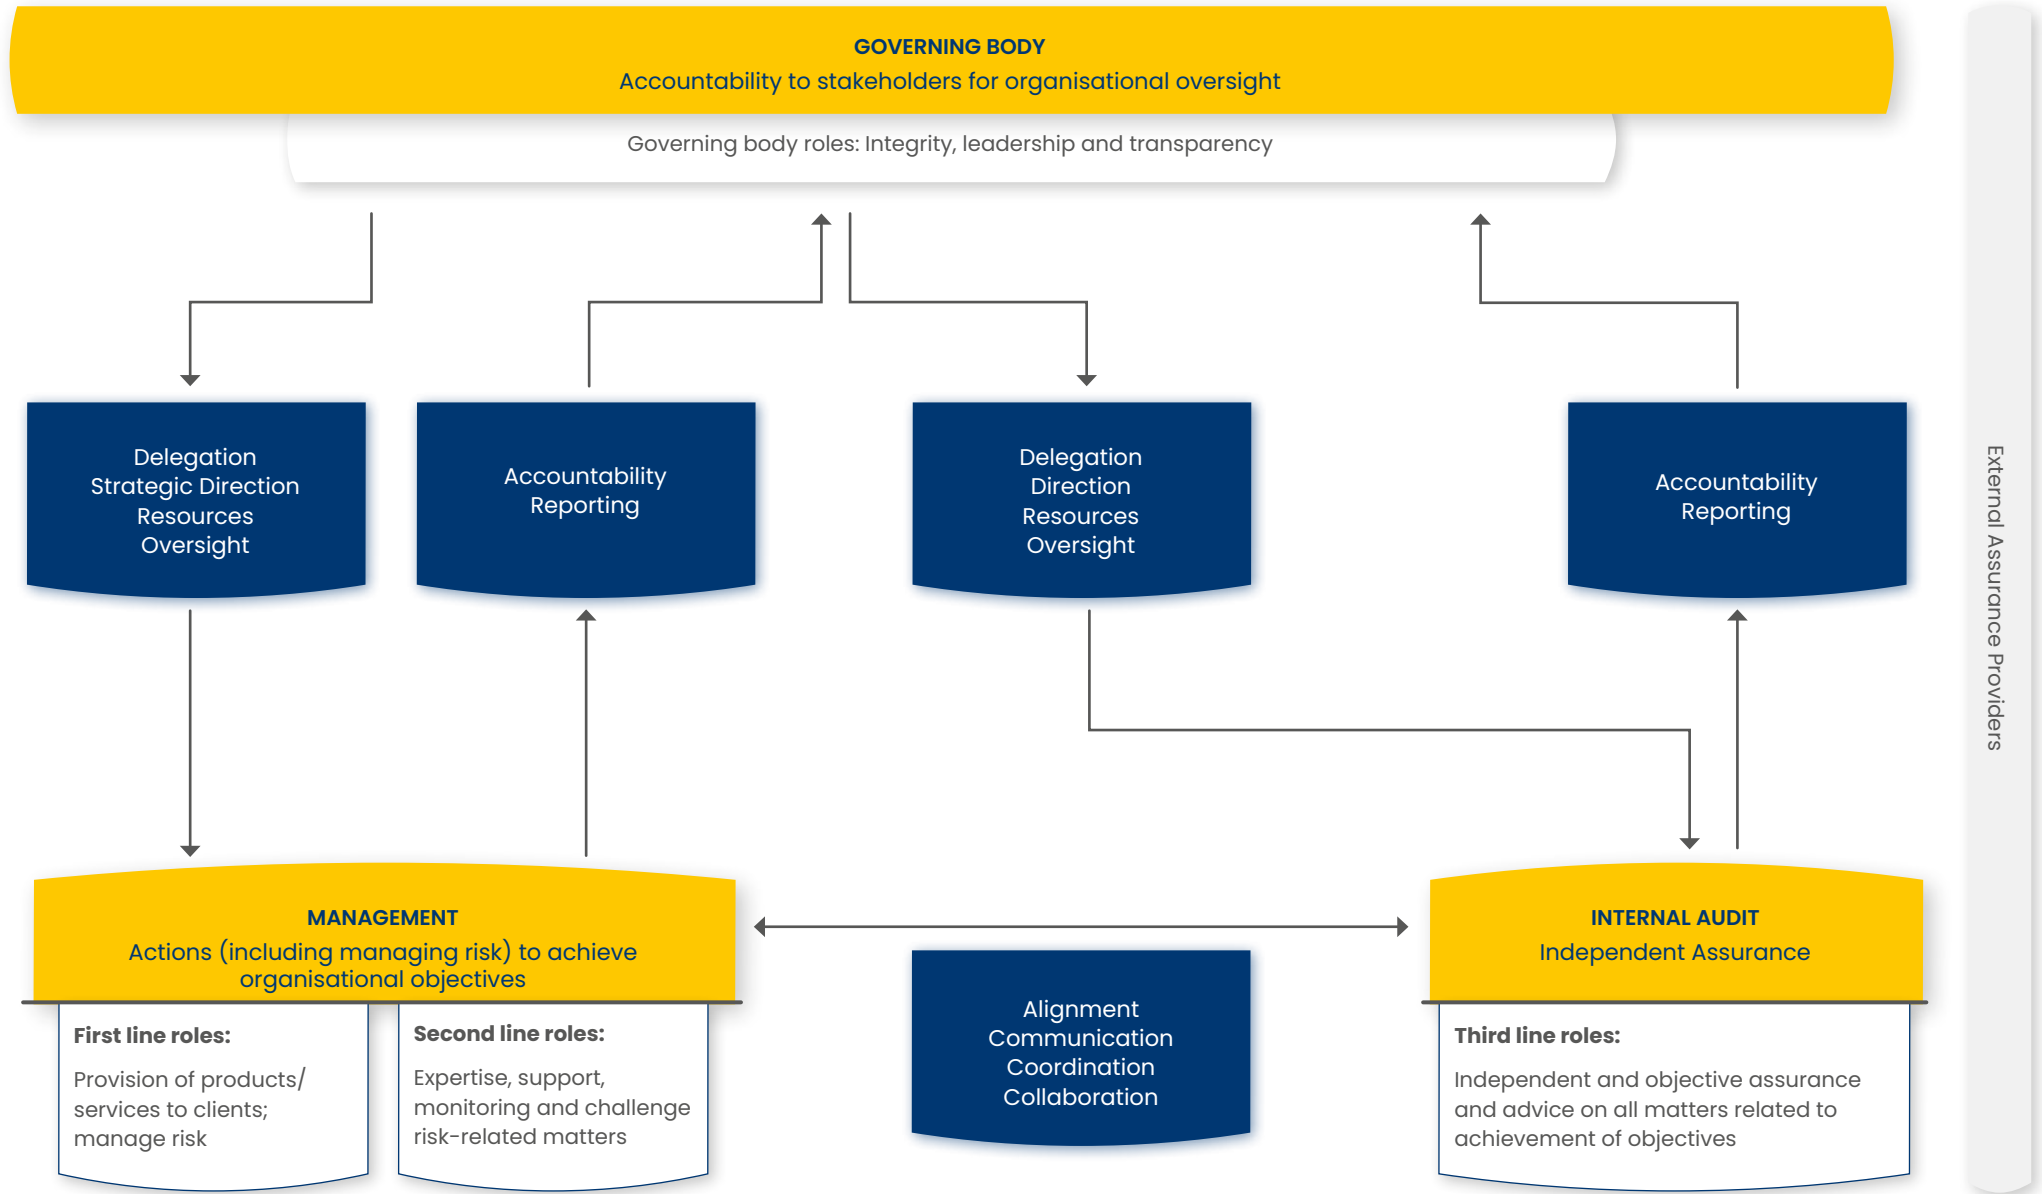 GOVERNING BODY
Accountability to stakeholders for organisational oversight
Governing body roles: Integrity, leadership and transparency
Delegation
Strategic Direction
Resources
Oversight
Accountability
Reporting
Delegation
Direction
Resources
Oversight
Accountability
Reporting
External Assurance Providers
MANAGEMENT
Actions (including managing risk) to achieve
organisational objectives
First line roles:
Provision of products/
services to clients;
manage risk
Second line roles:
Expertise, support,
monitoring and challenge
risk-related matters
Alignment
Communication
Coordination
Collaboration
INTERNAL AUDIT
Independent Assurance
Third line roles:
Independent and objective assurance
and advice on all matters related to
achievement of objectives